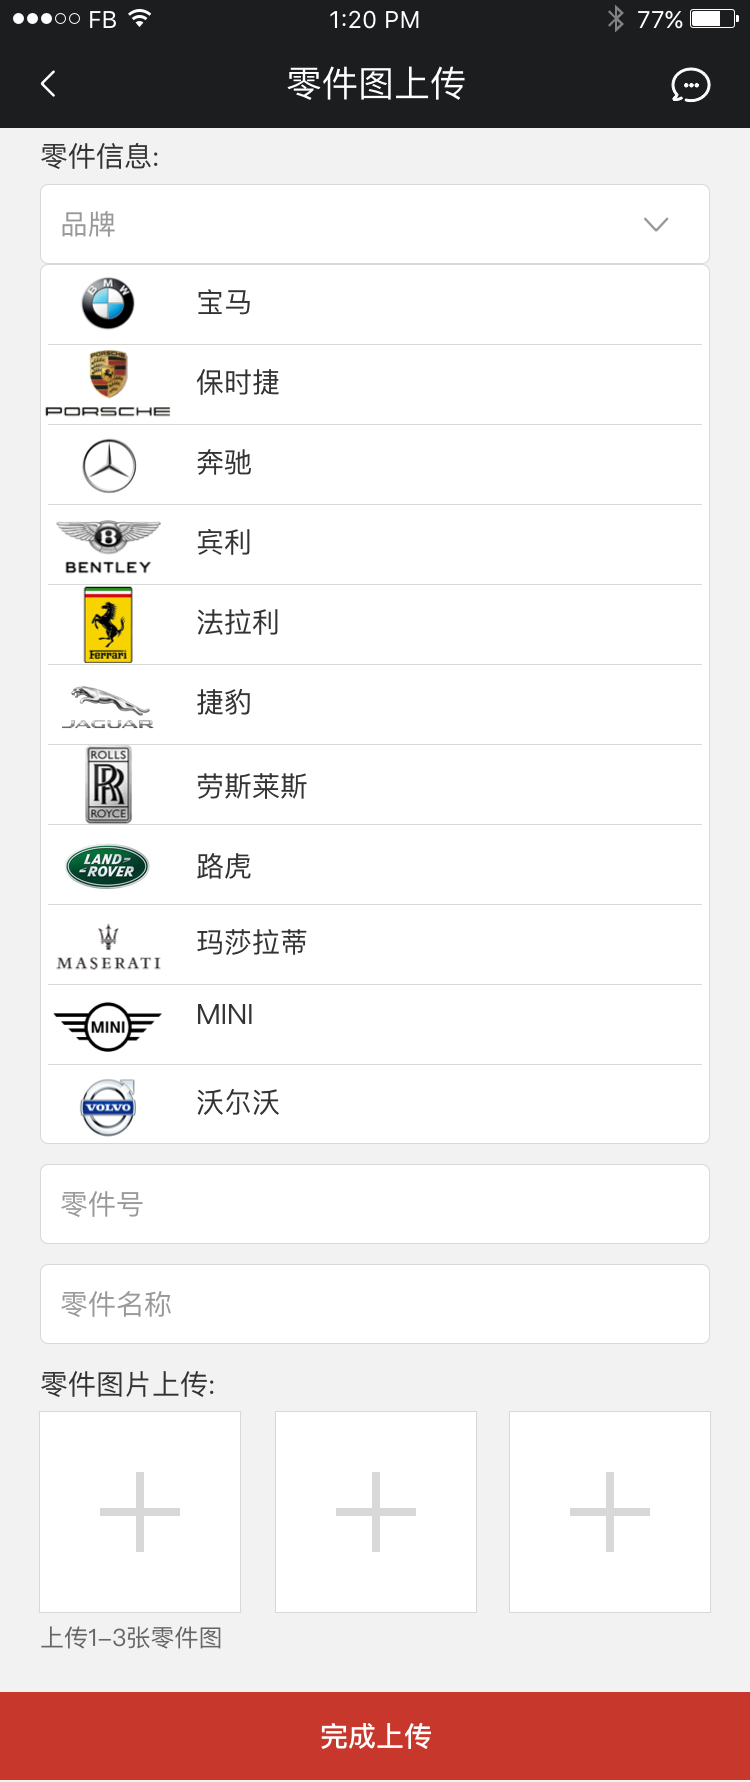 FB 1:20 PM 77%
零件图上传
零件信息:
品牌
BMW
宝马
PORSCHE
保时捷
PORSCHE
奔驰
B
宾利
BENTLEY
法拉利
Ferrari
捷豹
JAGUAR
ROLLS
RR
劳斯莱斯
ROYCE
LAND
路虎
ROVER
玛莎拉蒂
MASERATI
MINI
MINI
沃尔沃
VOLVO
零件号
零件名称
零件图片上传:
上传1-3张零件图
完成上传